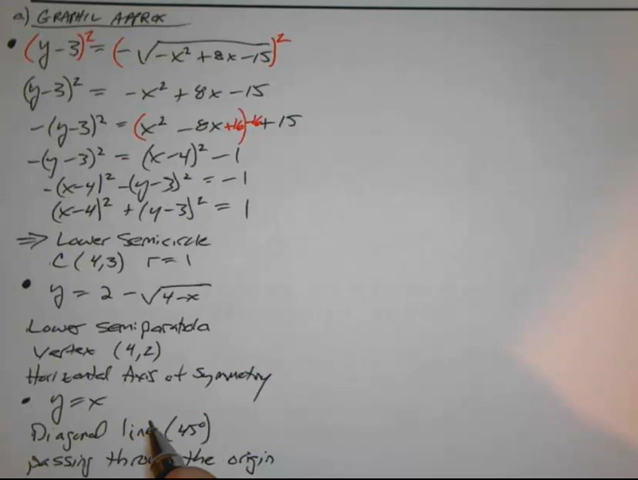 a) GRAPHIC APPROX
• (y-3)² = (-√(-x² + 8x - 15))²
(y-3)² = -x² + 8x - 15
-(y-3)² = (x² - 8x + 16) - 16 + 15
-(y-3)² = (x-4)² - 1
-(x-4)² - (y-3)² = -1
(x-4)² + (y-3)² = 1
⇒ Lower Semicircle
C (4,3) r = 1
• y = 2 - √(4-x)
Lower semiparabola
Vertex (4,2)
Horizontal Axis of Symmetry
• y = x
Diagonal line (45°)
passing the origin